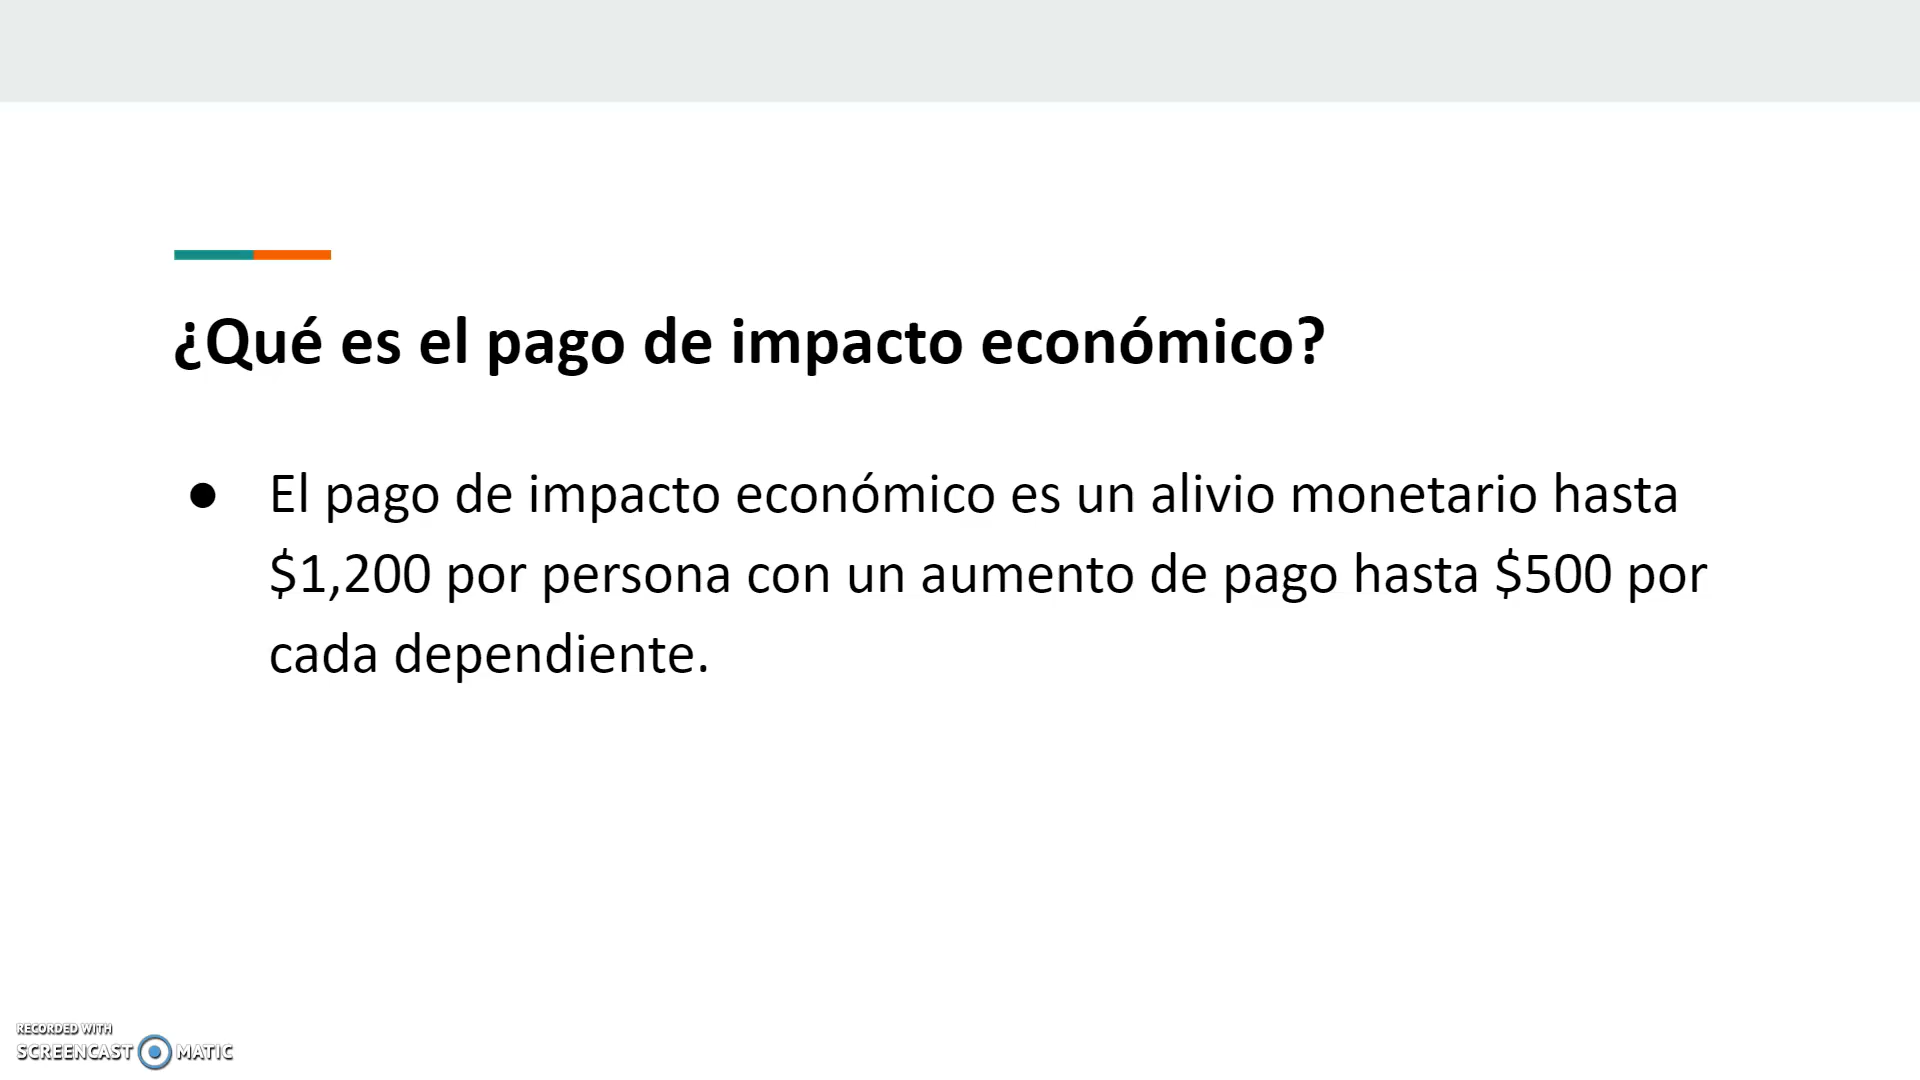 ¿Qué es el pago de impacto económico?
● El pago de impacto económico es un alivio monetario hasta
$1,200 por persona con un aumento de pago hasta $500 por
cada dependiente.
RECORDED WITH
SCREENCAST MATIC